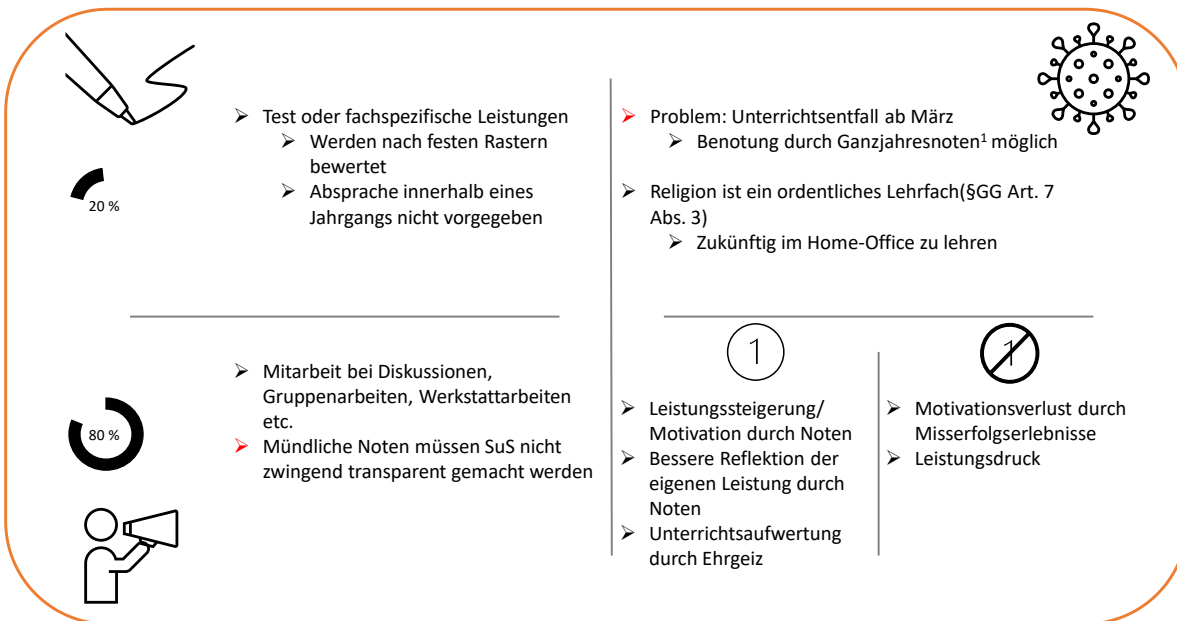 Test oder fachspezifische Leistungen
Werden nach festen Rastern
bewertet
Absprache innerhalb eines
Jahrgangs nicht vorgegeben
20 %
Problem: Unterrichtsentfall ab März
Benotung durch Ganzjahresnoten¹ möglich
Religion ist ein ordentliches Lehrfach(§GG Art. 7
Abs. 3)
Zukünftig im Home-Office zu lehren
Mitarbeit bei Diskussionen,
Gruppenarbeiten, Werkstattarbeiten
etc.
Mündliche Noten müssen SuS nicht
zwingend transparent gemacht werden
80 %
1
Leistungssteigerung/
Motivation durch Noten
Bessere Reflektion der
eigenen Leistung durch
Noten
Unterrichtsaufwertung
durch Ehrgeiz
1
Motivationsverlust durch
Misserfolgserlebnisse
Leistungsdruck